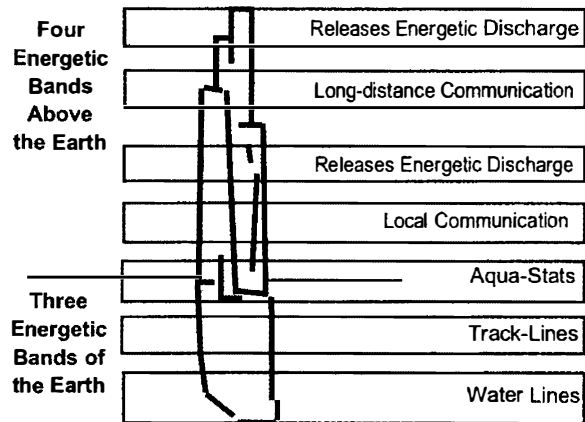 Four
Energetic
Bands
Above
the Earth
Releases Energetic Discharge
Long-distance Communication
Releases Energetic Discharge
Local Communication
Aqua-Stats
Three
Energetic
Bands of
the Earth
Track-Lines
Water Lines